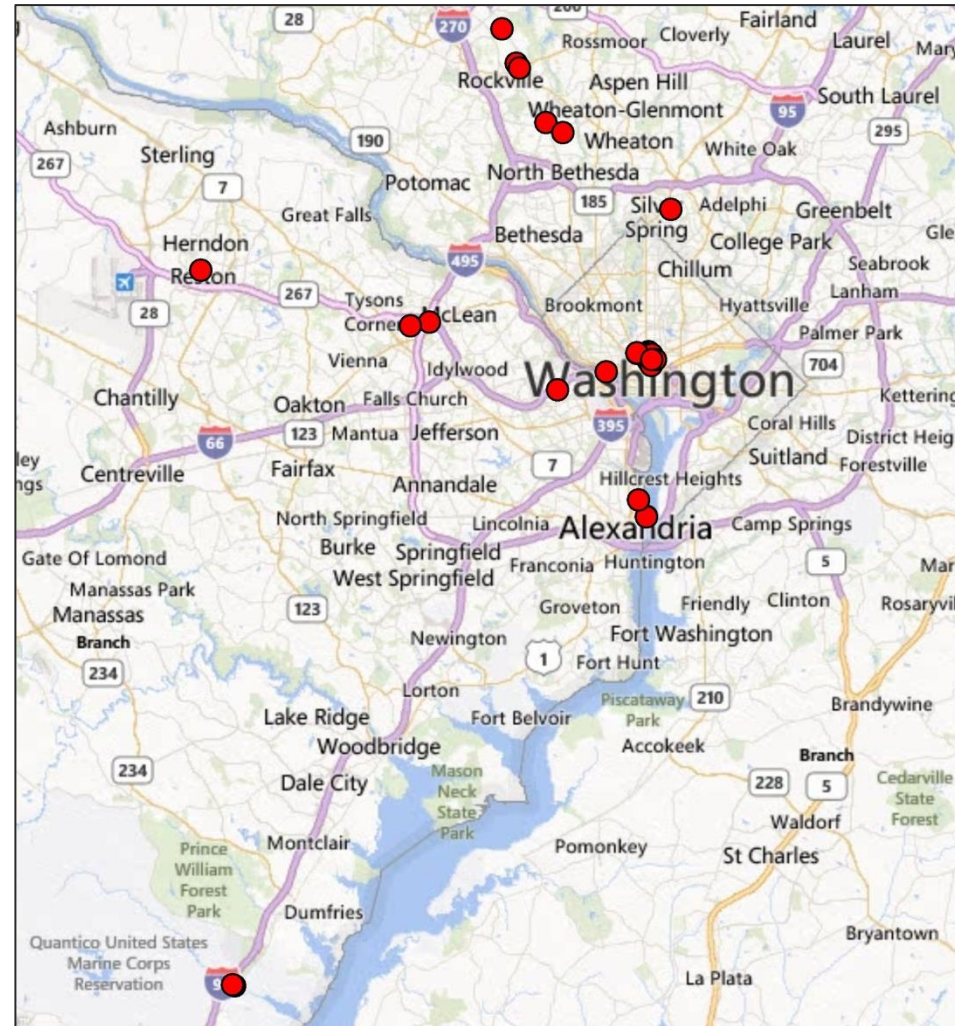 28
270
200
Fairland
Rossmoor
Cloverly
Laurel
Rockville
Aspen Hill
South Laurel
Wheaton-Glenmont
95
Ashburn
190
Wheaton
295
267
Sterling
White Oak
7
Potomac
North Bethesda
185
Adelphi
Greenbelt
Great Falls
Spring
Bethesda
College Park
Herndon
495
Chillum
Seabrook
267
Tysons
Brookmont
Hyattsville
Lanham
28
Palmer Park
Vienna
Idylwood
Washington
704
Chantilly
Oakton
Falls Church
Kettering
66
123
Mantua
Jefferson
395
Coral Hills
District Heig
Centreville
Fairfax
7
Suitland
Forestville
ley
ngs
Annandale
Hillcrest Heights
North Springfield
Lincolnia
Alexandria
Camp Springs
Gate Of Lomond
Burke
Springfield
Franconia
Huntington
5
Mar
Manassas Park
West Springfield
Manassas
123
Groveton
Friendly
Clinton
Rosaryvil
Branch
Newington
Fort Washington
234
1
Fort Hunt
Lorton
Piscataway
Park
210
Brandywine
Lake Ridge
Fort Belvoir
Woodbridge
Accokeek
Branch
234
Dale City
Mason
Neck
State
Park
228
5
Cedarville
State
Forest
Waldorf
Montclair
Pomonkey
St Charles
Prince
William
Forest
Park
Dumfries
Bryantown
Quantico United States
Marine Corps
Reservation
La Plata